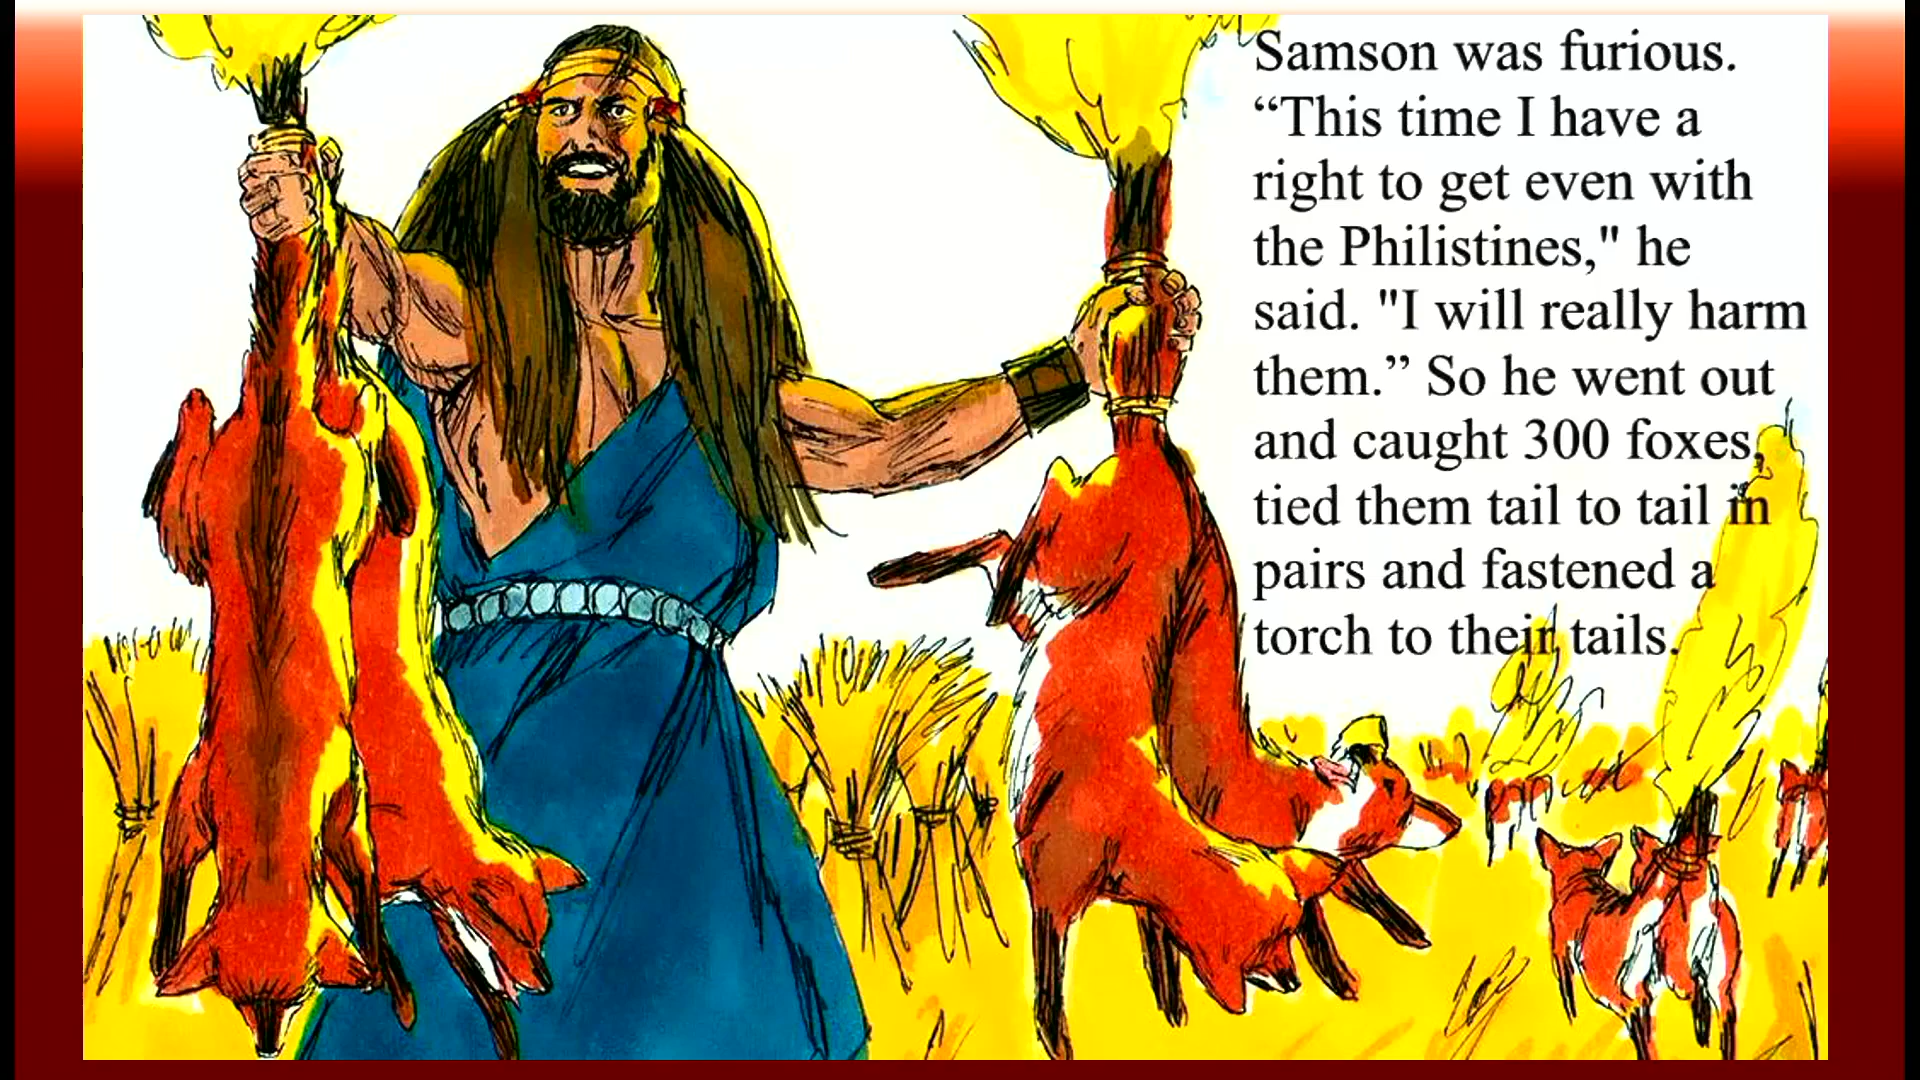 Samson was furious.
“This time I have a
right to get even with
the Philistines," he
said. "I will really harm
them.” So he went out
and caught 300 foxes,
tied them tail to tail in
pairs and fastened a
torch to their tails.